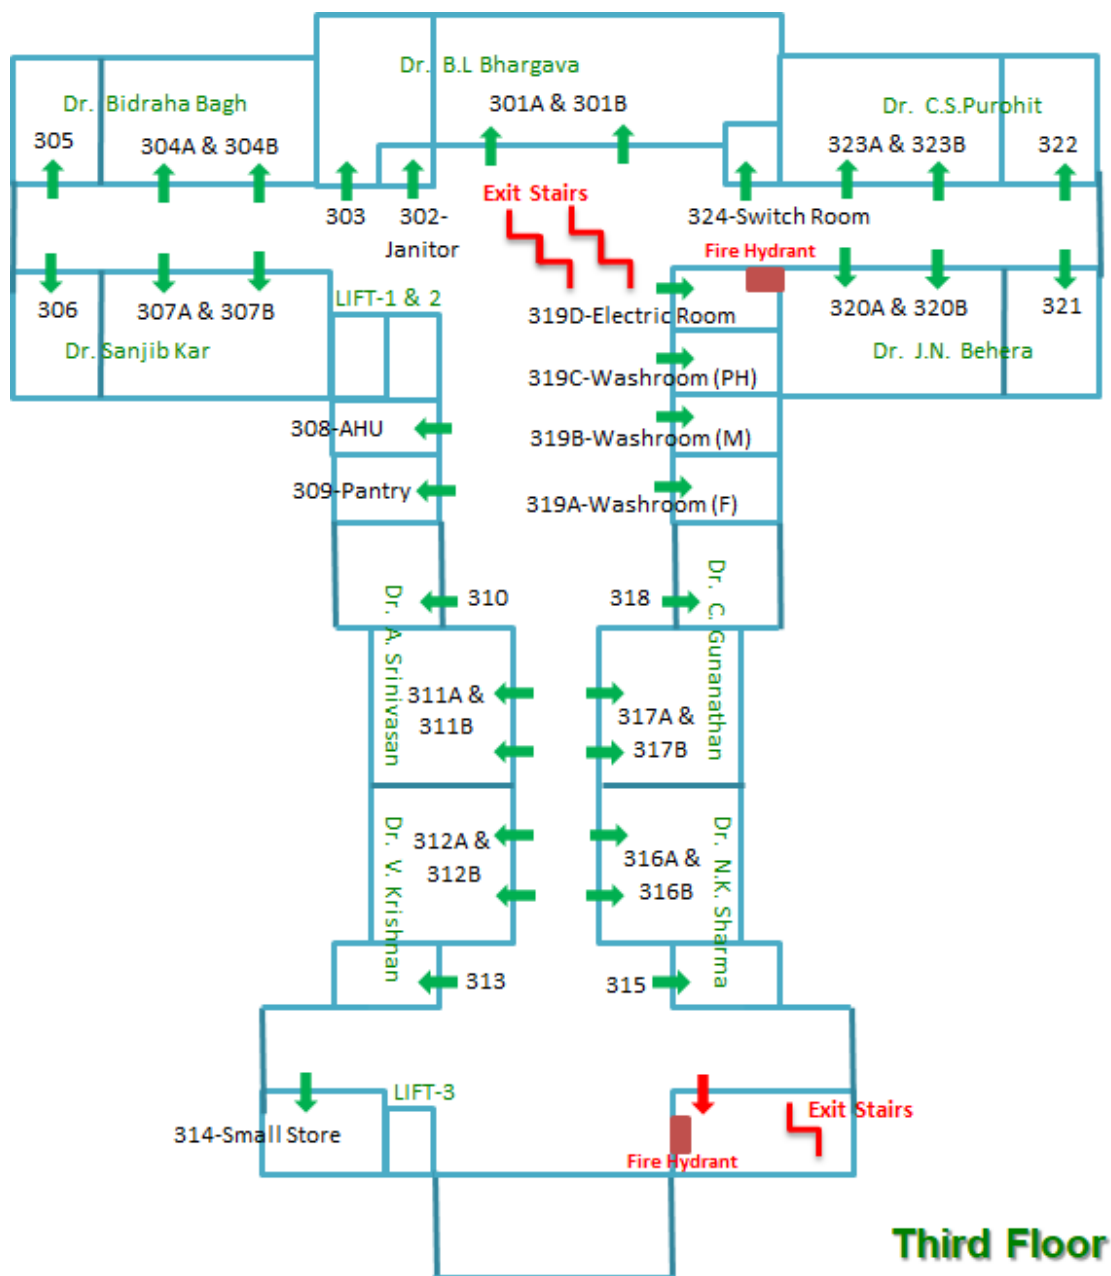 Dr. B.L Bhargava
301A & 301B
Dr. Bidraha Bagh
305
304A & 304B
Dr. C.S.Purohit
323A & 323B
322
303
302-
Janitor
Exit Stairs
324-Switch Room
Fire Hydrant
306
307A & 307B
Dr. Sanjib Kar
LIFT-1 & 2
319D-Electric Room
320A & 320B
321
Dr. J.N. Behera
319C-Washroom (PH)
308-AHU
319B-Washroom (M)
309-Pantry
319A-Washroom (F)
310
318
Dr. A. Srinivasan
Dr. C. Gunanathan
311A &
311B
317A &
317B
Dr. V. Krishnan
312A &
312B
316A &
316B
Dr. N.K. Sharma
313
315
LIFT-3
314-Small Store
Exit Stairs
Fire Hydrant
Third Floor